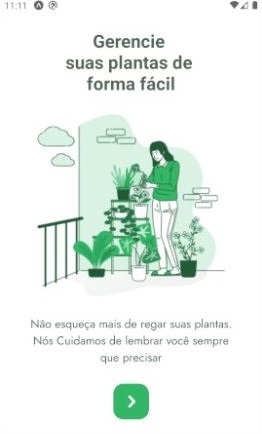 11:11
Gerencie
suas plantas de
forma fácil
Não esqueça mais de regar suas plantas.
Nós Cuidamos de lembrar você sempre
que precisar